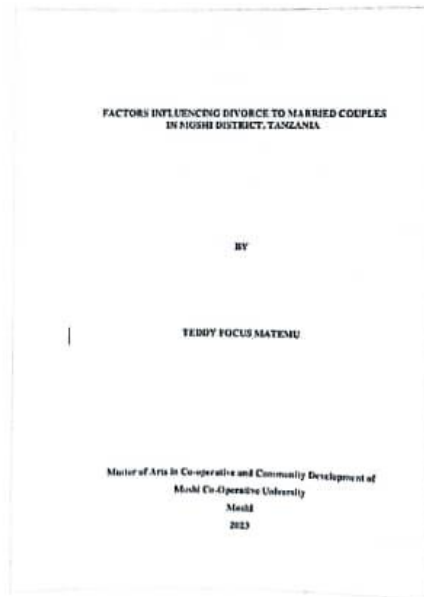 FACTORS INFLUENCING DIVORCE TO MARRIED COUPLES
IN MOSHI DISTRICT, TANZANIA
BY
TEDDY FOCUS MATEMU
Master of Arts in Co-operative and Community Development of
Moshi Co-Operative University
Moshi
2023